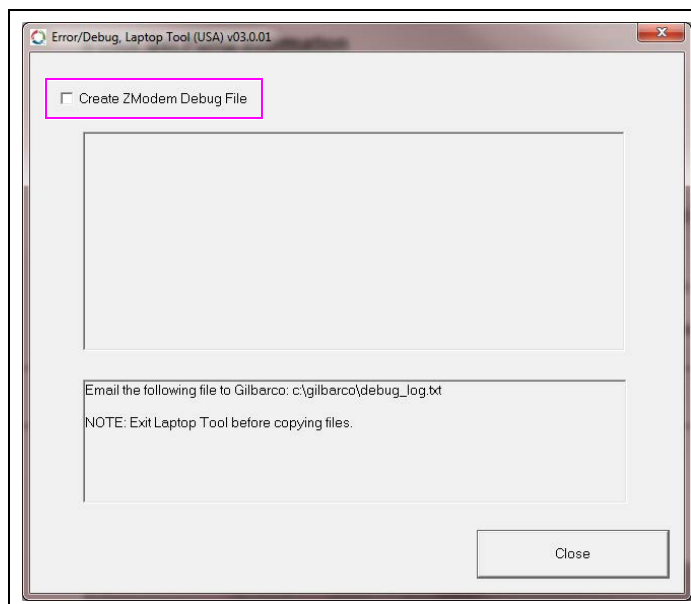 Error/Debug, Laptop Tool (USA) v03.0.01
Create ZModem Debug File
Email the following file to Gilbarco: c:\gilbarco\debug_log.txt
NOTE: Exit Laptop Tool before copying files.
Close